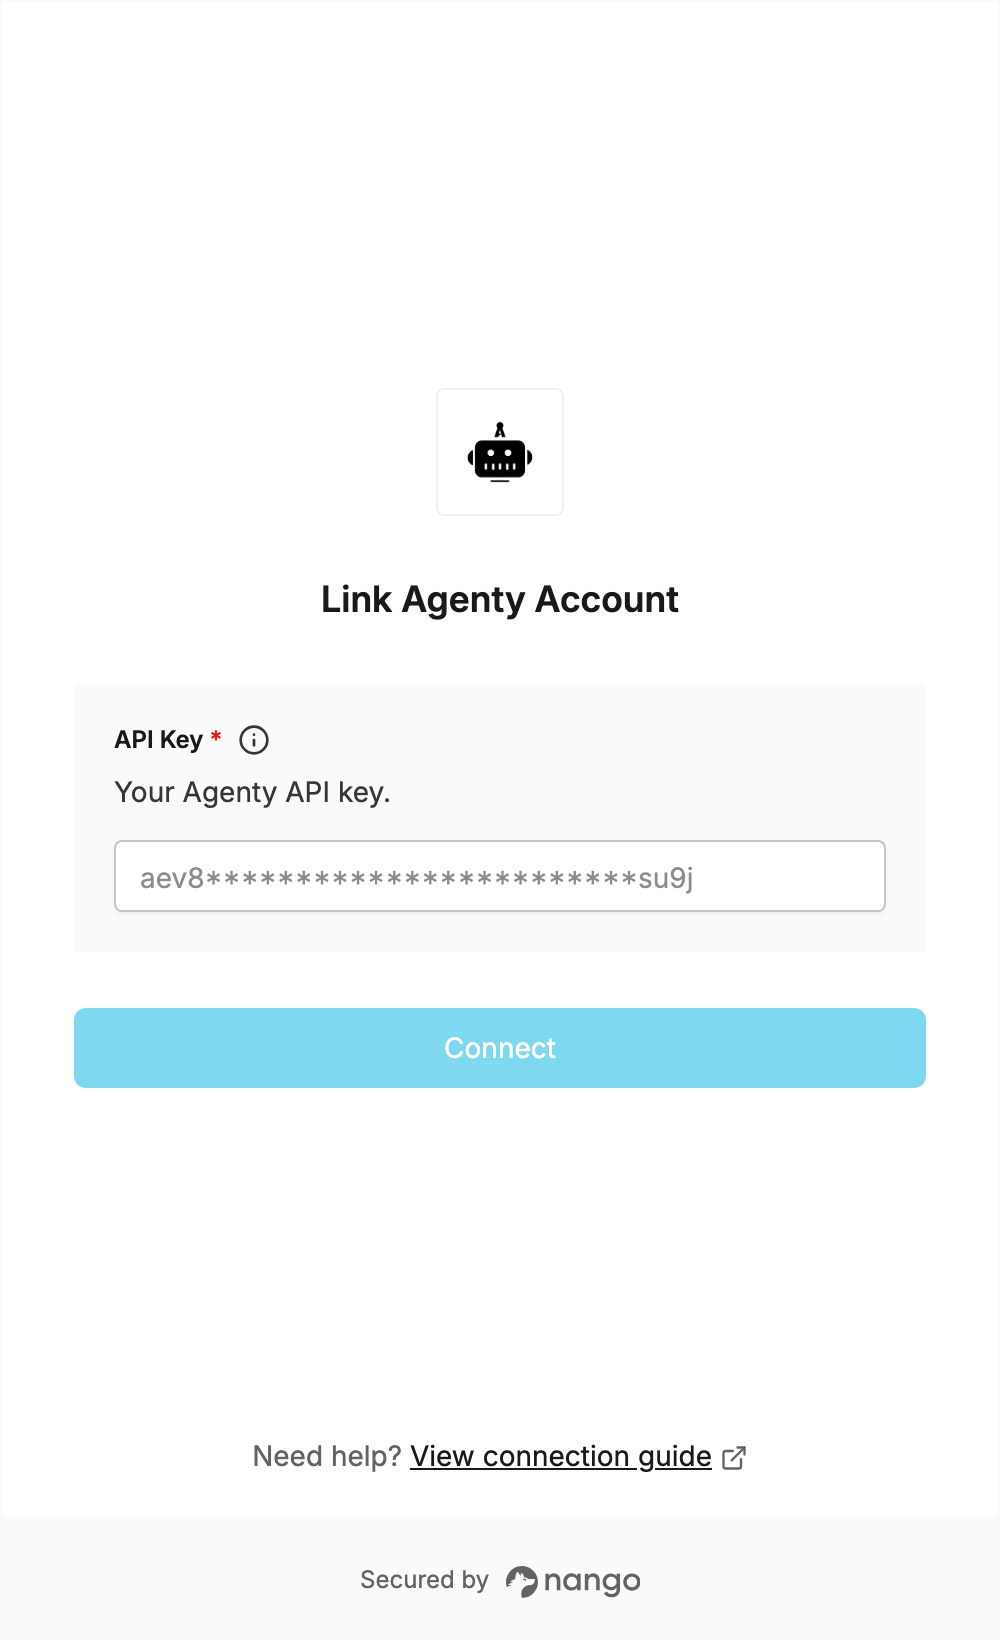 Link Agenty Account
API Key *
Your Agenty API key.
aev8************************su9j
Connect
Need help? View connection guide
Secured by nango